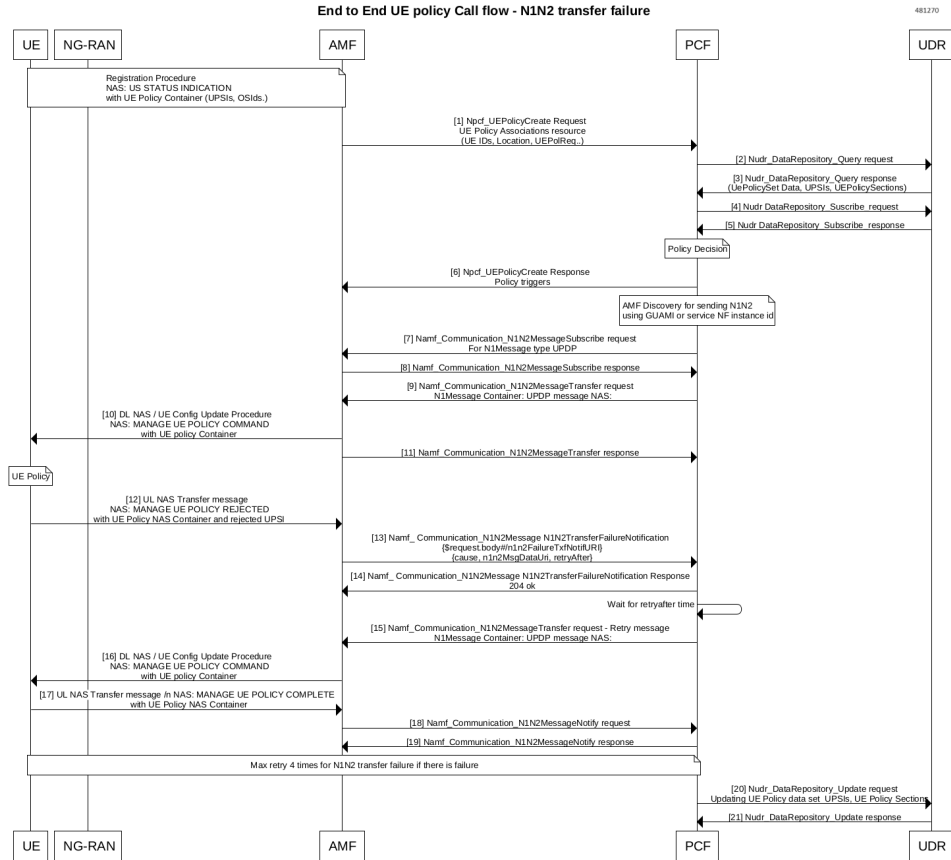 End to End UE policy Call flow - N1N2 transfer failure
481270
UE
NG-RAN
AMF
PCF
UDR
Registration Procedure
NAS: US STATUS INDICATION
with UE Policy Container (UPSIs, OSIds.)
[1] Npcf_UEPolicyCreate Request
UE Policy Associations resource
(UE IDs, Location, UEPolReq..)
[2] Nudr_DataRepository_Query request
[3] Nudr_DataRepository_Query response
(UePolicySet Data, UPSIs, UEPolicySections)
[4] Nudr DataRepository_Suscribe_request
[5] Nudr DataRepository_Subscribe_response
Policy Decision
[6] Npcf_UEPolicyCreate Response
Policy triggers
AMF Discovery for sending N1N2
using GUAMI or service NF instance id
[7] Namf_Communication_N1N2MessageSubscribe request
For N1Message type UPDP
[8] Namf_Communication_N1N2MessageSubscribe response
[9] Namf_Communication_N1N2MessageTransfer request
N1Message Container: UPDP message NAS:
[10] DL NAS / UE Config Update Procedure
NAS: MANAGE UE POLICY COMMAND
with UE policy Container
[11] Namf_Communication_N1N2MessageTransfer response
UE Policy
[12] UL NAS Transfer message
NAS: MANAGE UE POLICY REJECTED
with UE Policy NAS Container and rejected UPSI
[13] Namf_ Communication_N1N2Message N1N2TransferFailureNotification
{$request.body#/n1n2FailureTxfNotifURI}
{cause, n1n2MsgDataUri, retryAfter}
[14] Namf_ Communication_N1N2Message N1N2TransferFailureNotification Response
204 ok
Wait for retryafter time
[15] Namf_Communication_N1N2MessageTransfer request - Retry message
N1Message Container: UPDP message NAS:
[16] DL NAS / UE Config Update Procedure
NAS: MANAGE UE POLICY COMMAND
with UE policy Container
[17] UL NAS Transfer message /n NAS: MANAGE UE POLICY COMPLETE
with UE Policy NAS Container
[18] Namf_Communication_N1N2MessageNotify request
[19] Namf_Communication_N1N2MessageNotify response
Max retry 4 times for N1N2 transfer failure if there is failure
[20] Nudr_DataRepository_Update request
Updating UE Policy data set UPSIs, UE Policy Sections
[21] Nudr_DataRepository_Update response
UE
NG-RAN
AMF
PCF
UDR